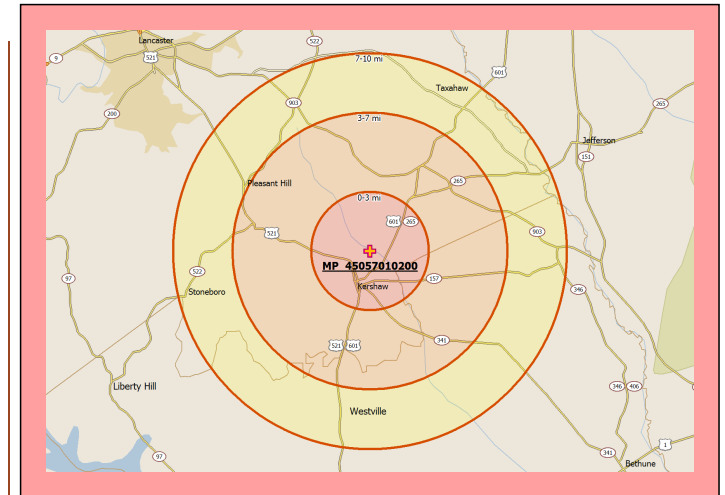 Lancaster
522
9
521
7-10 mi
601
Taxahaw
903
265
200
3-7 mi
Jefferson
151
265
Pleasant Hill
0-3 mi
601
265
521
903
MP_45057010200
522
97
157
Kershaw
346
Stoneboro
341
521
601
Liberty Hill
346
406
Westville
1
97
341
Bethune